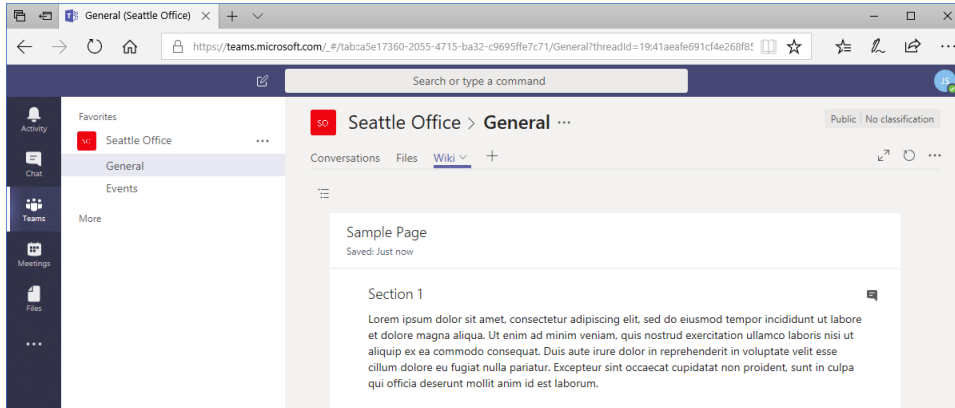 General (Seattle Office)
https://teams.microsoft.com/_#/tab:a5e17360-2055-4715-ba32-c9695ffe7c71/General?threadId=19:41aeafe691cf4e268f8
Search or type a command
JS
Activity
Chat
Teams
Meetings
Files
Favorites
SO Seattle Office
General
Events
More
SO Seattle Office > General
Public No classification
Conversations Files Wiki
Sample Page
Saved: Just now
Section 1
Lorem ipsum dolor sit amet, consectetur adipiscing elit, sed do eiusmod tempor incididunt ut labore
et dolore magna aliqua. Ut enim ad minim veniam, quis nostrud exercitation ullamco laboris nisi ut
aliquip ex ea commodo consequat. Duis aute irure dolor in reprehenderit in voluptate velit esse
cillum dolore eu fugiat nulla pariatur. Excepteur sint occaecat cupidatat non proident, sunt in culpa
qui officia deserunt mollit anim id est laborum.